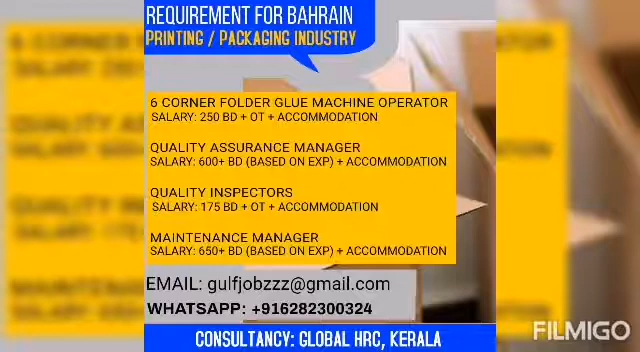 REQUIREMENT FOR BAHRAIN
PRINTING / PACKAGING INDUSTRY
6 CORNER FOLDER GLUE MACHINE OPERATOR
SALARY: 250 BD + OT + ACCOMMODATION
QUALITY ASSURANCE MANAGER
SALARY: 600+ BD (BASED ON EXP) + ACCOMMODATION
QUALITY INSPECTORS
SALARY: 175 BD + OT + ACCOMMODATION
MAINTENANCE MANAGER
SALARY: 650+ BD (BASED ON EXP) + ACCOMMODATION
EMAIL: gulfjobzzz@gmail.com
WHATSAPP: +916282300324
CONSULTANCY: GLOBAL HRC, KERALA
FILMIGO